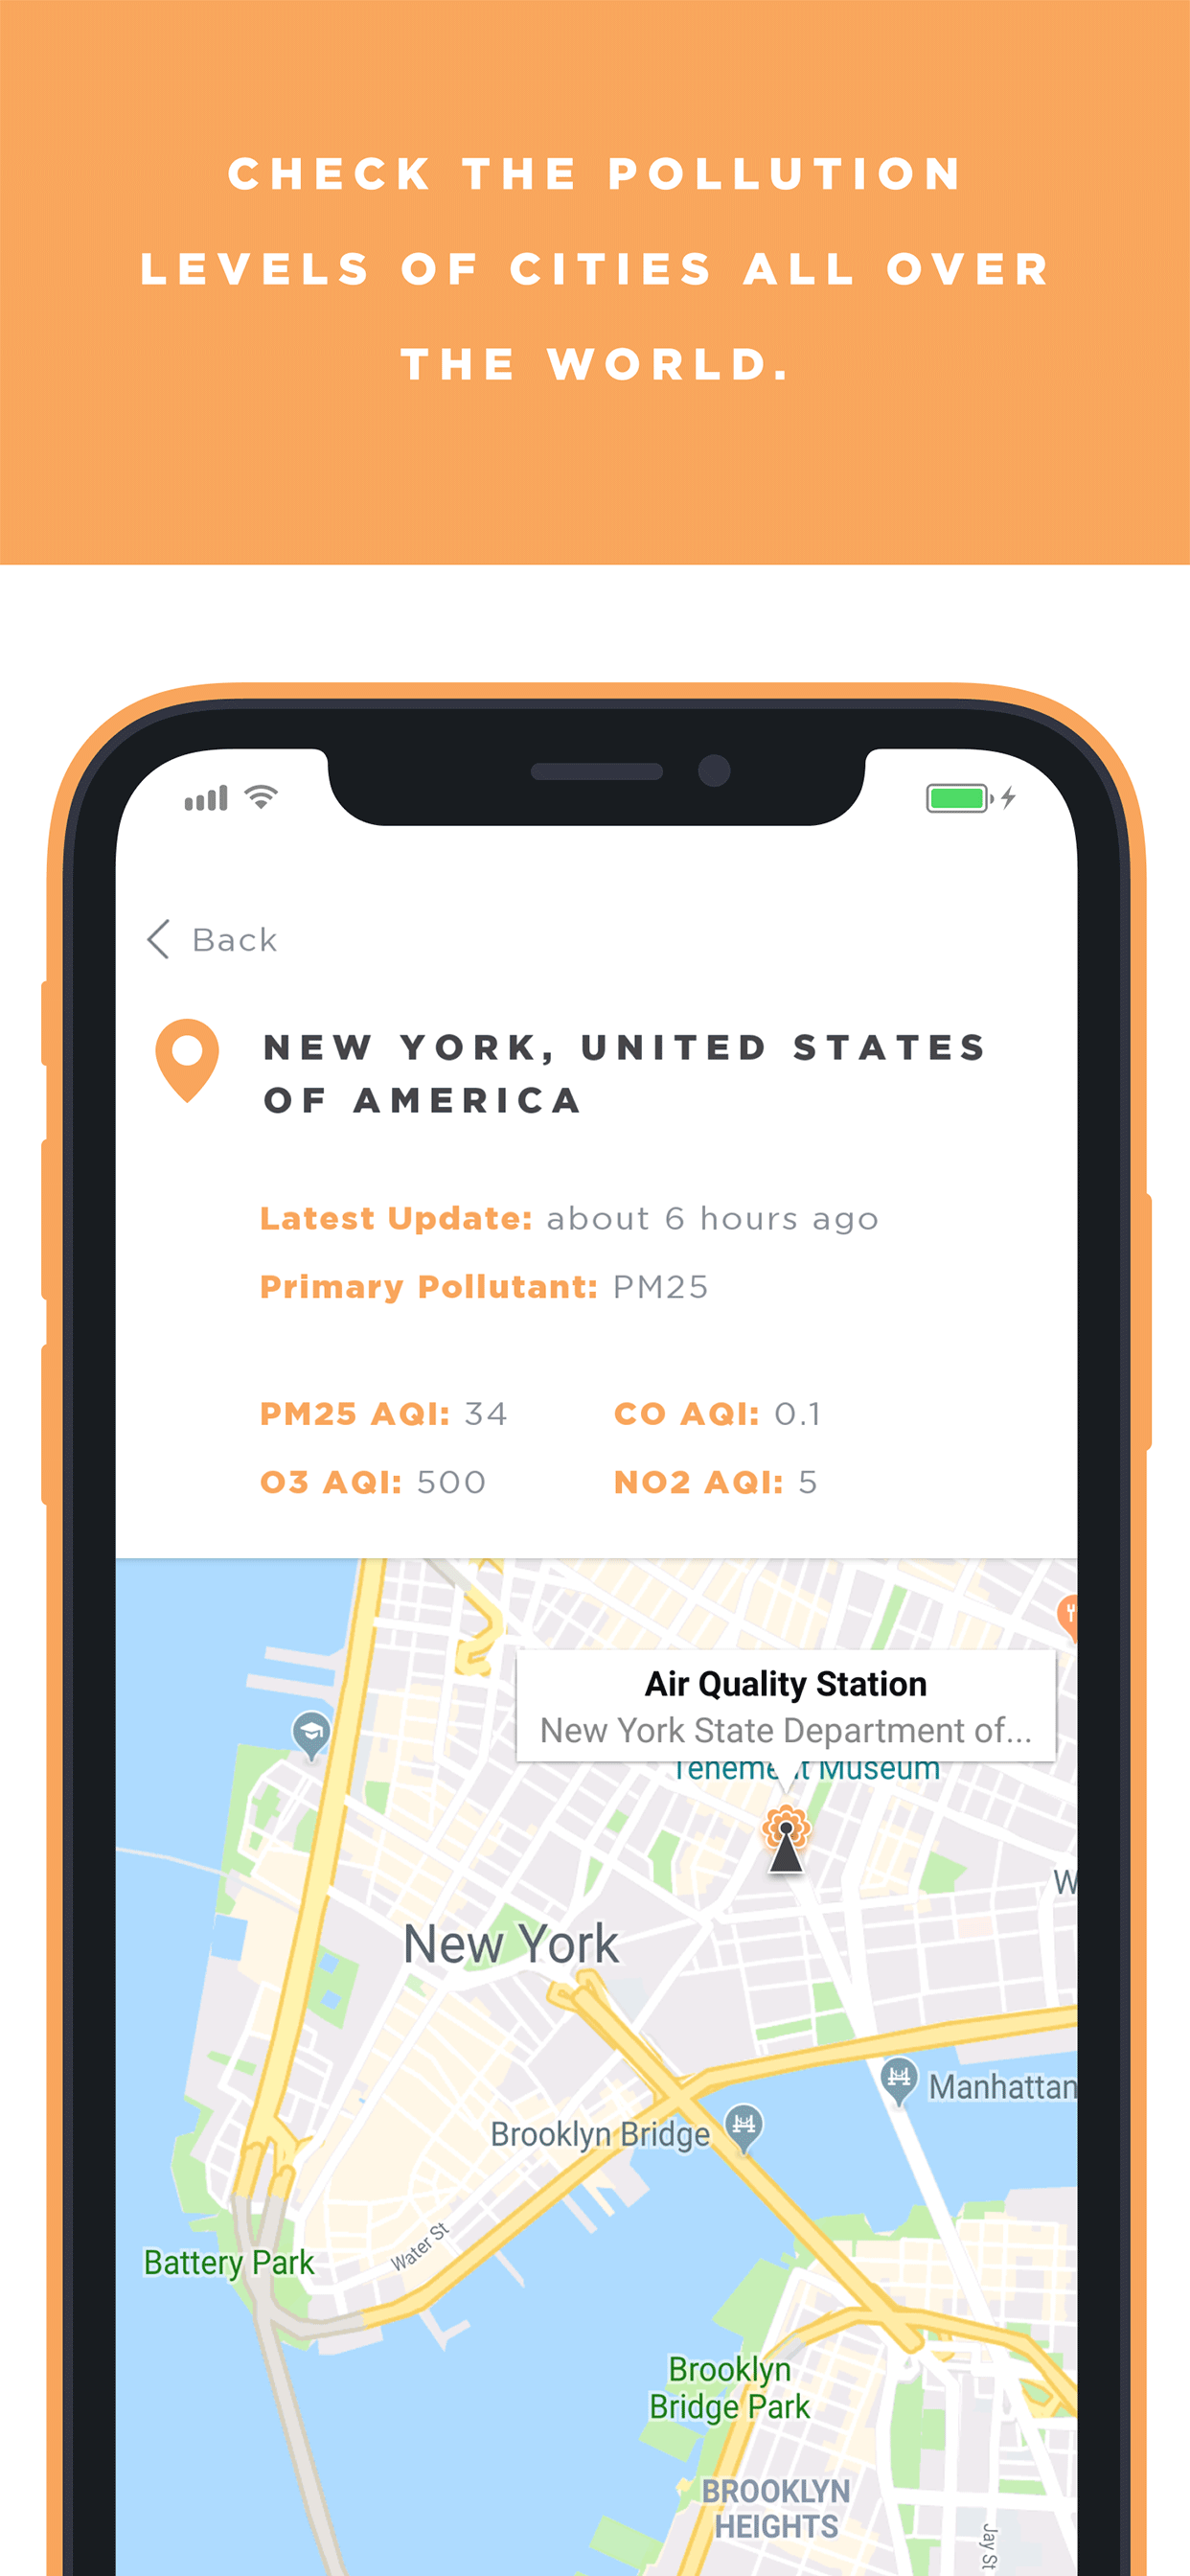 CHECK THE POLLUTION
LEVELS OF CITIES ALL OVER
THE WORLD.
Back
NEW YORK, UNITED STATES
OF AMERICA
Latest Update: about 6 hours ago
Primary Pollutant: PM25
PM25 AQI: 34 CO AQI: 0.1
O3 AQI: 500 NO2 AQI: 5
Air Quality Station
New York State Department of...
Museum
New York
Manhattan
Brooklyn Bridge
Water St
Battery Park
Brooklyn
Bridge Park
BROOKLYN
HEIGHTS
Jay St